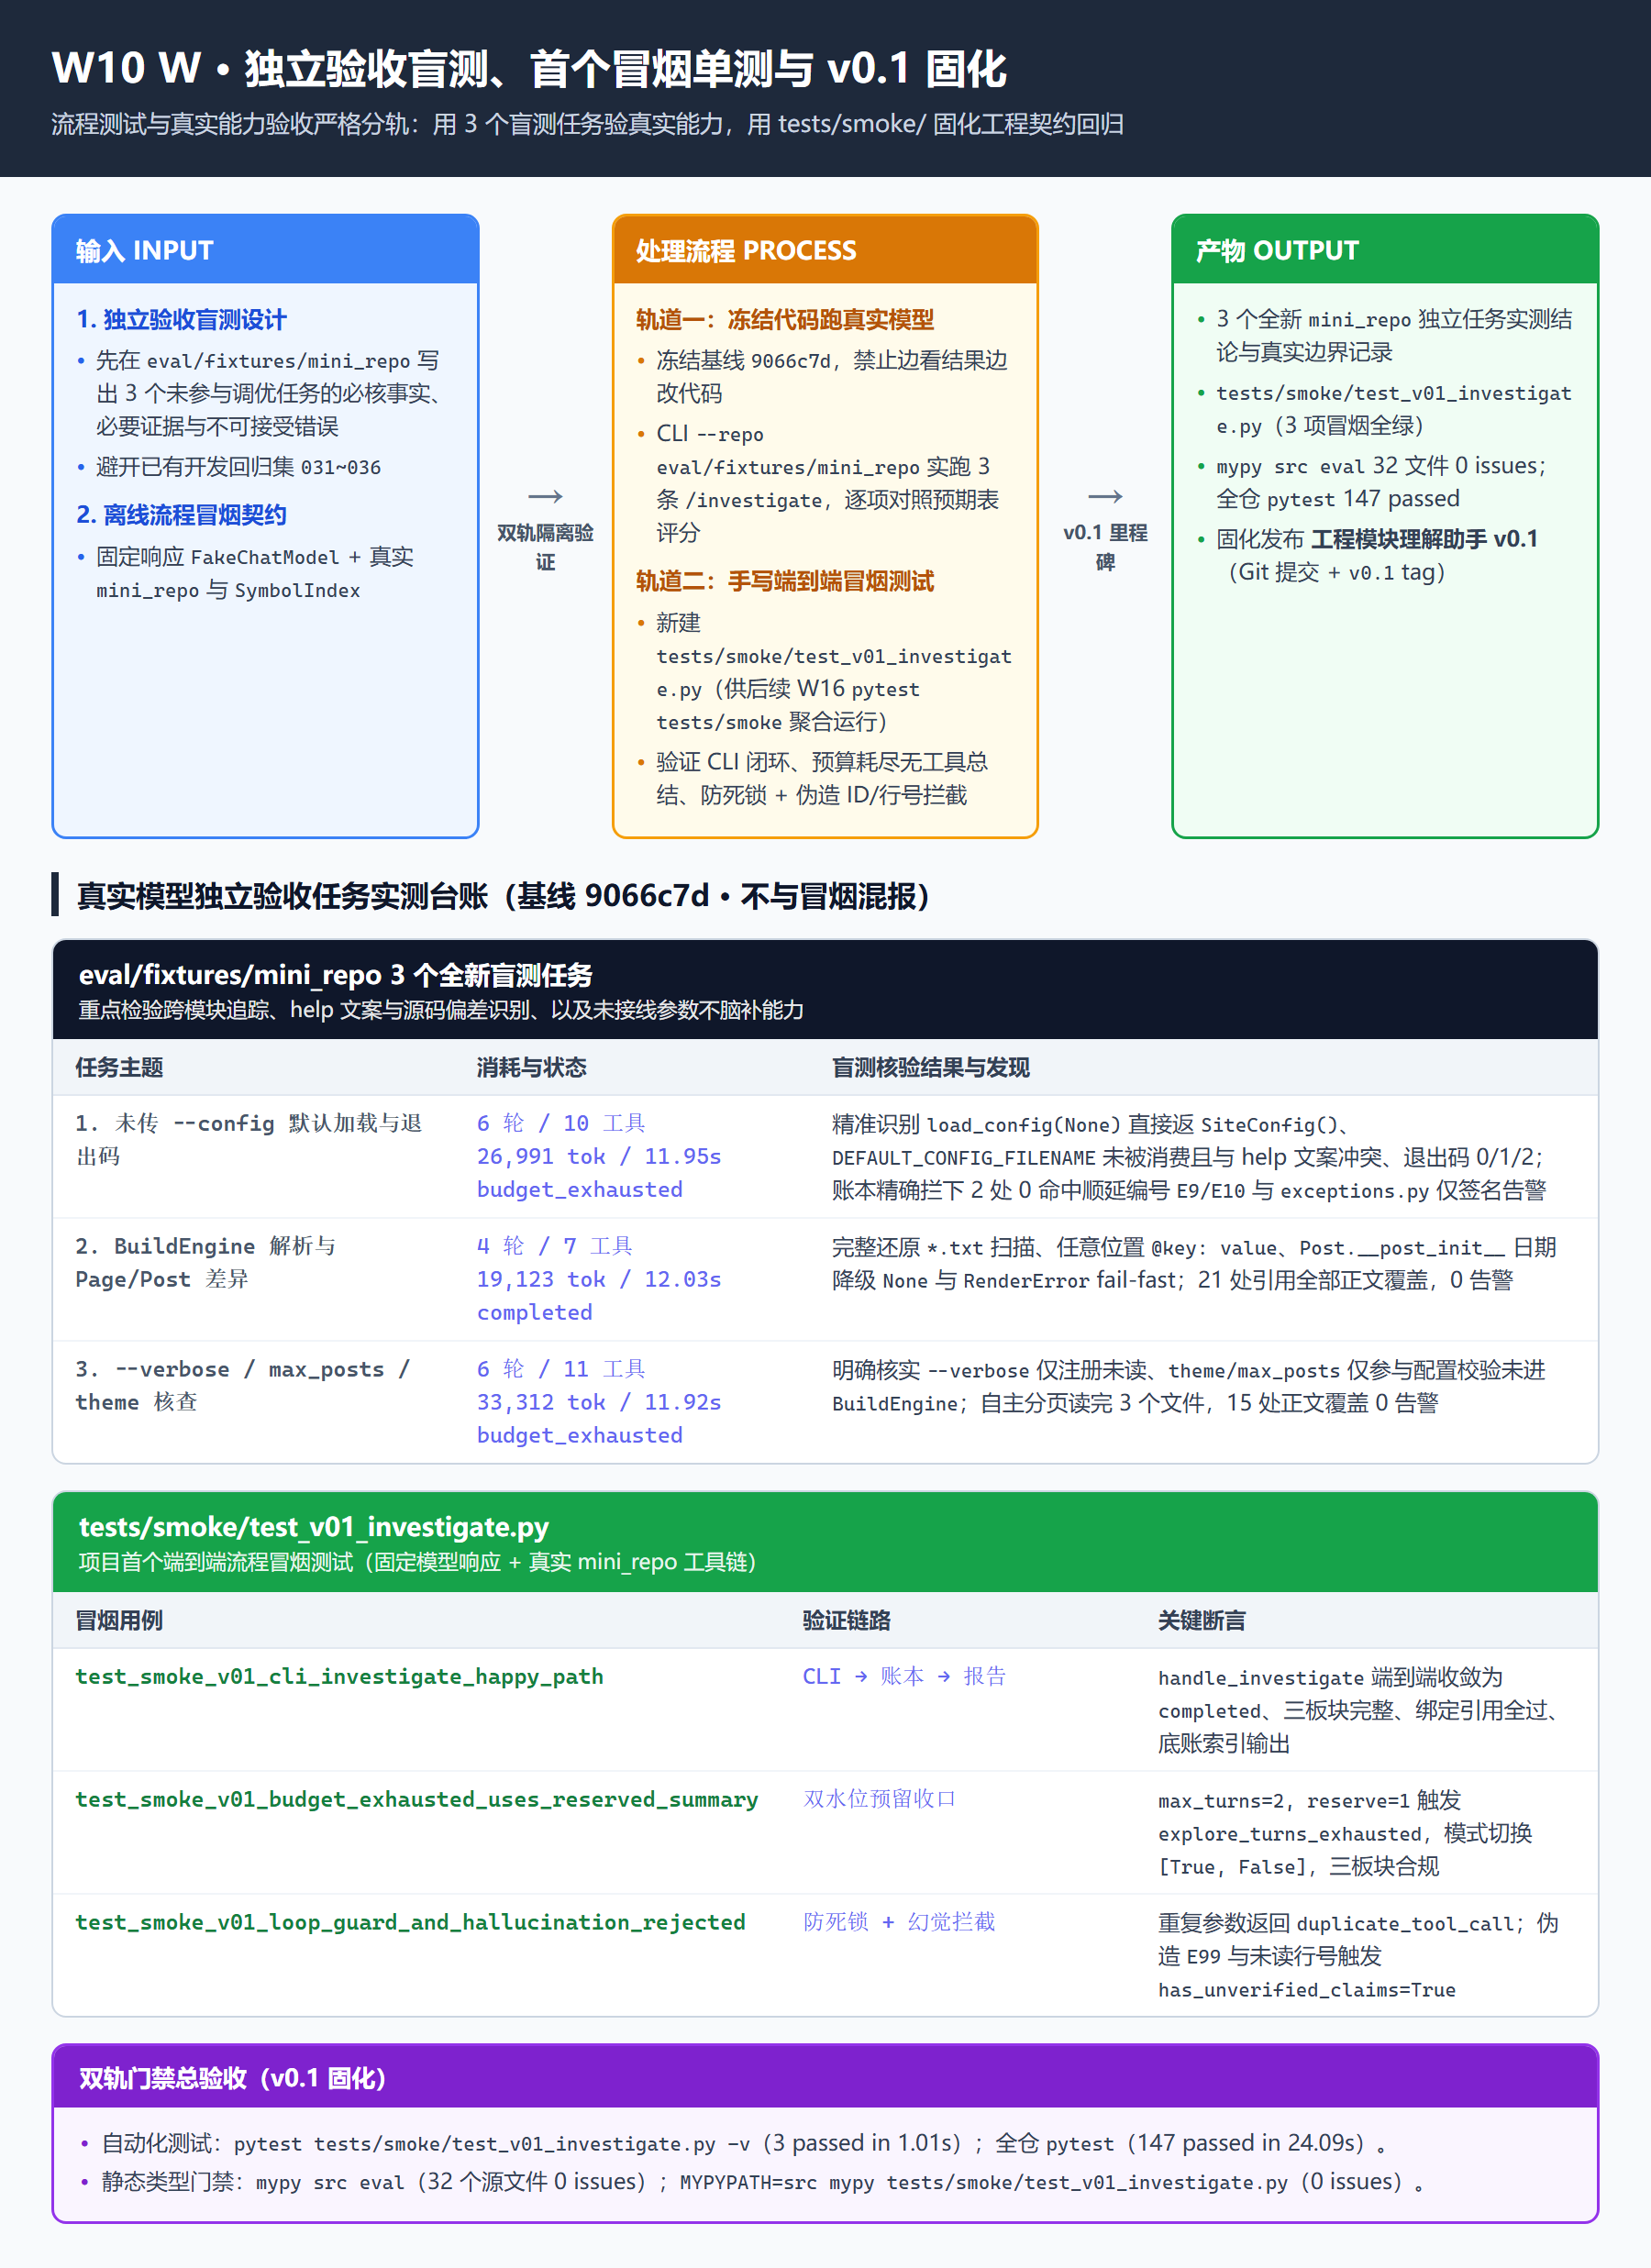 W10 W • 独立验收盲测、首个冒烟单测与 v0.1 固化
流程测试与真实能力验收严格分轨：用 3 个盲测任务验真实能力，用 tests/smoke/ 固化工程契约回归
输入 INPUT
1. 独立验收盲测设计
• 先在 eval/fixtures/mini_repo 写
出 3 个未参与调优任务的必核事实、
必要证据与不可接受错误
• 避开已有开发回归集 031~036
2. 离线流程冒烟契约
• 固定响应 FakeChatModel + 真实
mini_repo 与 SymbolIndex
→
双轨隔离验
证
处理流程 PROCESS
轨道一：冻结代码跑真实模型
• 冻结基线 9066c7d，禁止边看结果边
改代码
• CLI --repo
eval/fixtures/mini_repo 实跑 3
条 /investigate，逐项对照预期表
评分
轨道二：手写端到端冒烟测试
• 新建
tests/smoke/test_v01_investigat
e.py（供后续 W16 pytest
tests/smoke 聚合运行）
• 验证 CLI 闭环、预算耗尽无工具总
结、防死锁 + 伪造 ID/行号拦截
→
v0.1 里程
碑
产物 OUTPUT
• 3 个全新 mini_repo 独立任务实测结
论与真实边界记录
• tests/smoke/test_v01_investigat
e.py（3 项冒烟全绿）
• mypy src eval 32 文件 0 issues；
全仓 pytest 147 passed
• 固化发布 工程模块理解助手 v0.1
（Git 提交 + v0.1 tag）
真实模型独立验收任务实测台账（基线 9066c7d • 不与冒烟混报）
eval/fixtures/mini_repo 3 个全新盲测任务
重点检验跨模块追踪、help 文案与源码偏差识别、以及未接线参数不脑补能力
任务主题 消耗与状态 盲测核验结果与发现
1. 未传 --config 默认加载与退
出码
6 轮 / 10 工具
26,991 tok / 11.95s
budget_exhausted
精准识别 load_config(None) 直接返 SiteConfig()、
DEFAULT_CONFIG_FILENAME 未被消费且与 help 文案冲突、退出码 0/1/2；
账本精确拦下 2 处 0 命中顺延编号 E9/E10 与 exceptions.py 仅签名告警
2. BuildEngine 解析与
Page/Post 差异
4 轮 / 7 工具
19,123 tok / 12.03s
completed
完整还原 *.txt 扫描、任意位置 @key: value、Post.__post_init__ 日期
降级 None 与 RenderError fail-fast；21 处引用全部正文覆盖，0 告警
3. --verbose / max_posts /
theme 核查
6 轮 / 11 工具
33,312 tok / 11.92s
budget_exhausted
明确核实 --verbose 仅注册未读、theme/max_posts 仅参与配置校验未进
BuildEngine；自主分页读完 3 个文件，15 处正文覆盖 0 告警
tests/smoke/test_v01_investigate.py
项目首个端到端流程冒烟测试（固定模型响应 + 真实 mini_repo 工具链）
冒烟用例 验证链路 关键断言
test_smoke_v01_cli_investigate_happy_path
CLI → 账本 → 报告
handle_investigate 端到端收敛为
completed、三板块完整、绑定引用全过、
底账索引输出
test_smoke_v01_budget_exhausted_uses_reserved_summary
双水位预留收口
max_turns=2, reserve=1 触发
explore_turns_exhausted，模式切换
[True, False]，三板块合规
test_smoke_v01_loop_guard_and_hallucination_rejected
防死锁 + 幻觉拦截
重复参数返回 duplicate_tool_call；伪
造 E99 与未读行号触发
has_unverified_claims=True
双轨门禁总验收（v0.1 固化）
• 自动化测试：pytest tests/smoke/test_v01_investigate.py -v（3 passed in 1.01s）；全仓 pytest（147 passed in 24.09s）。
• 静态类型门禁：mypy src eval（32 个源文件 0 issues）；MYPYPATH=src mypy tests/smoke/test_v01_investigate.py（0 issues）。